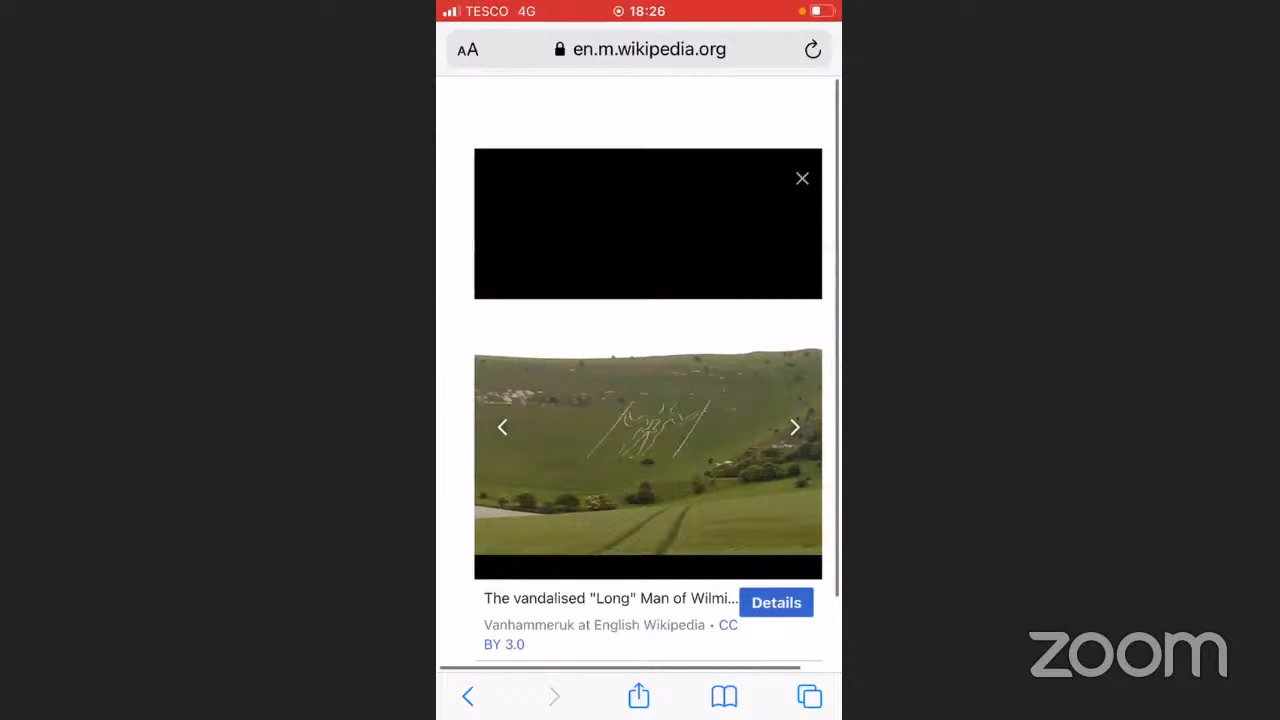 TESCO 4G 18:26
AA en.m.wikipedia.org
The vandalised "Long" Man of Wilmi...
Details
Vanhammeruk at English Wikipedia • CC
BY 3.0
zoom